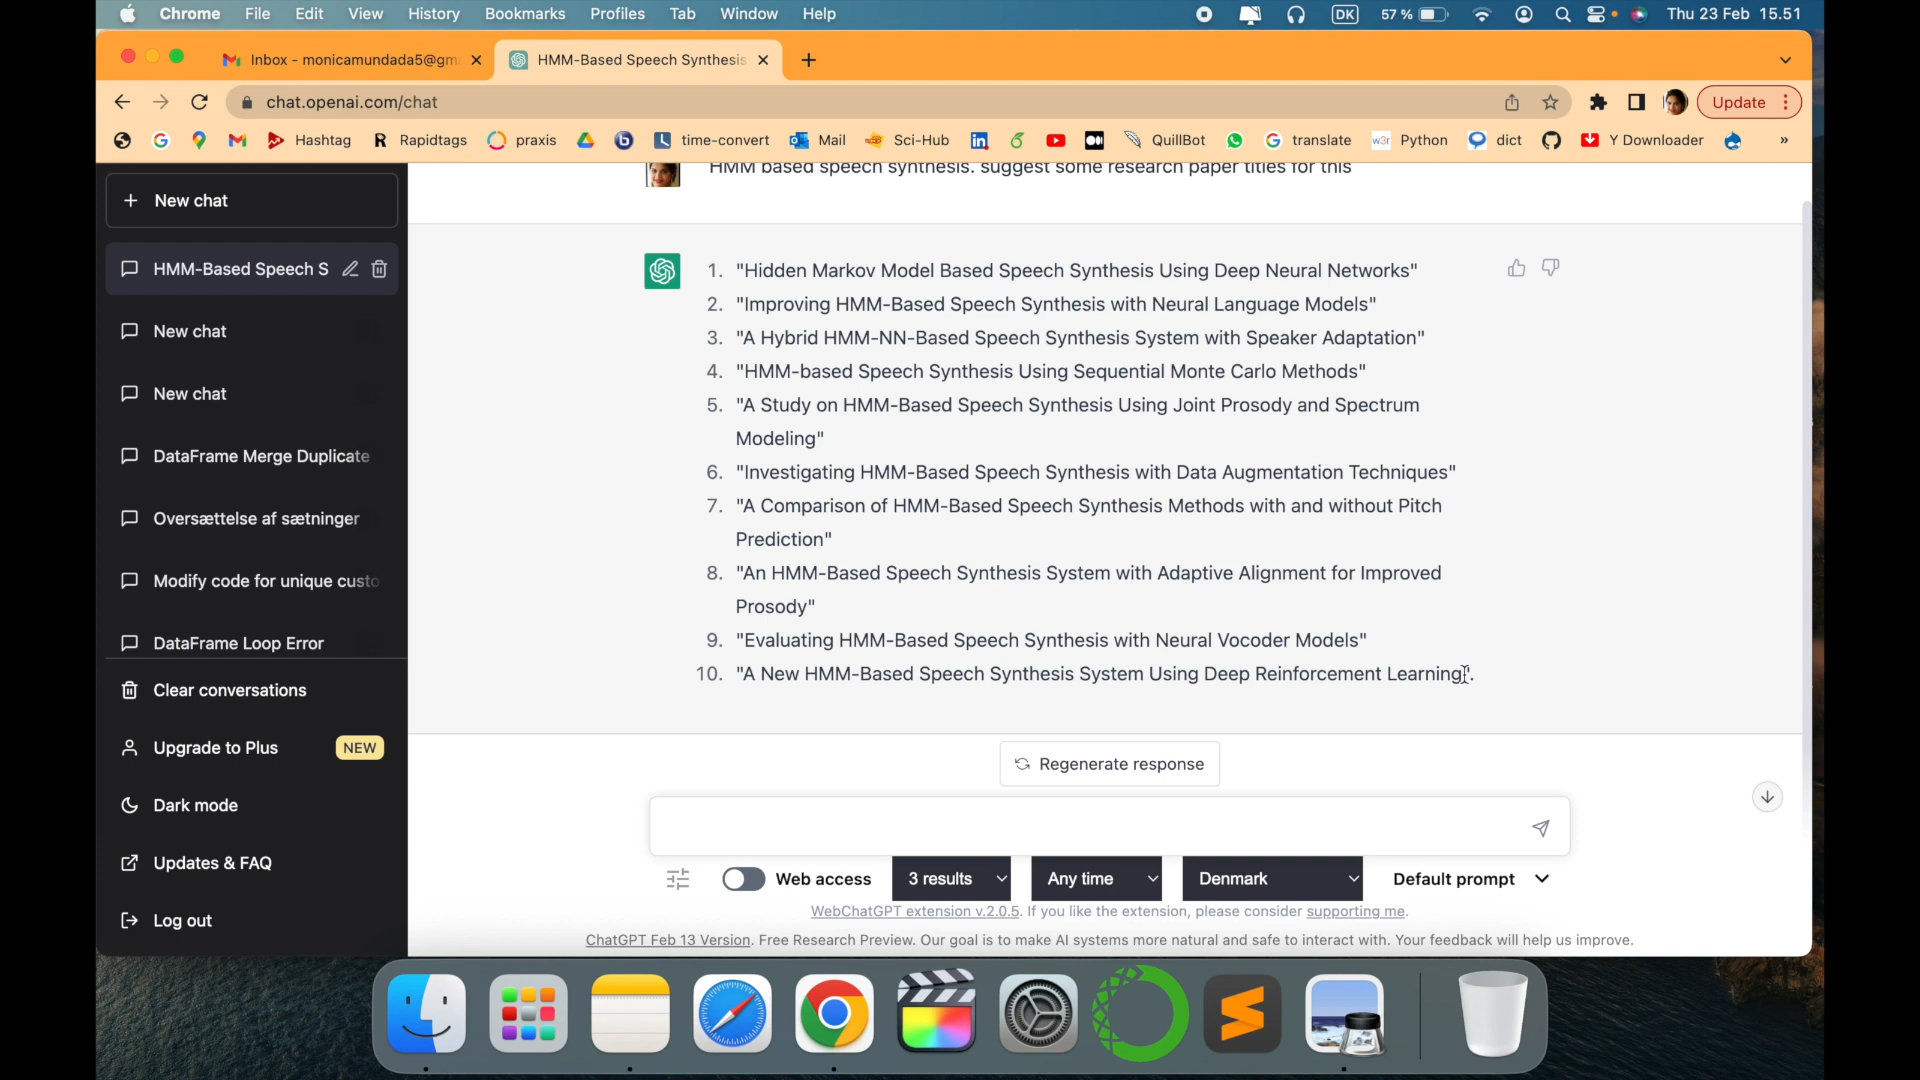 Chrome File Edit View History Bookmarks Profiles Tab Window Help DK 57 % Thu 23 Feb 15.51
Inbox - monicamundada5@gm HMM-Based Speech Synthesis
chat.openai.com/chat Update
Hashtag R Rapidtags praxis b L time-convert Mail Sci-Hub in QuillBot translate w3r Python dict Y Downloader »
HMM based speech synthesis. suggest some research paper titles for this
New chat
HMM-Based Speech S
New chat
New chat
DataFrame Merge Duplicate
Oversættelse af sætninger
Modify code for unique custo
DataFrame Loop Error
Clear conversations
Upgrade to Plus NEW
Dark mode
Updates & FAQ
Log out
1. "Hidden Markov Model Based Speech Synthesis Using Deep Neural Networks"
2. "Improving HMM-Based Speech Synthesis with Neural Language Models"
3. "A Hybrid HMM-NN-Based Speech Synthesis System with Speaker Adaptation"
4. "HMM-based Speech Synthesis Using Sequential Monte Carlo Methods"
5. "A Study on HMM-Based Speech Synthesis Using Joint Prosody and Spectrum
Modeling"
6. "Investigating HMM-Based Speech Synthesis with Data Augmentation Techniques"
7. "A Comparison of HMM-Based Speech Synthesis Methods with and without Pitch
Prediction"
8. "An HMM-Based Speech Synthesis System with Adaptive Alignment for Improved
Prosody"
9. "Evaluating HMM-Based Speech Synthesis with Neural Vocoder Models"
10. "A New HMM-Based Speech Synthesis System Using Deep Reinforcement Learning".
Regenerate response
Web access 3 results Any time Denmark Default prompt
WebChatGPT extension v.2.0.5. If you like the extension, please consider supporting me.
ChatGPT Feb 13 Version. Free Research Preview. Our goal is to make AI systems more natural and safe to interact with. Your feedback will help us improve.